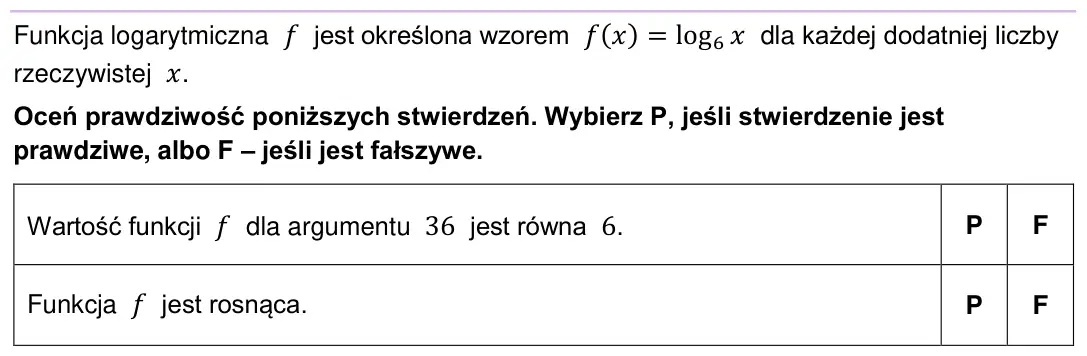 Funkcja logarytmiczna f jest określona wzorem f(x) = log₆ x dla każdej dodatniej liczby
rzeczywistej x.
Oceń prawdziwość poniższych stwierdzeń. Wybierz P, jeśli stwierdzenie jest
prawdziwe, albo F – jeśli jest fałszywe.
Wartość funkcji f dla argumentu 36 jest równa 6. P F
Funkcja f jest rosnąca. P F